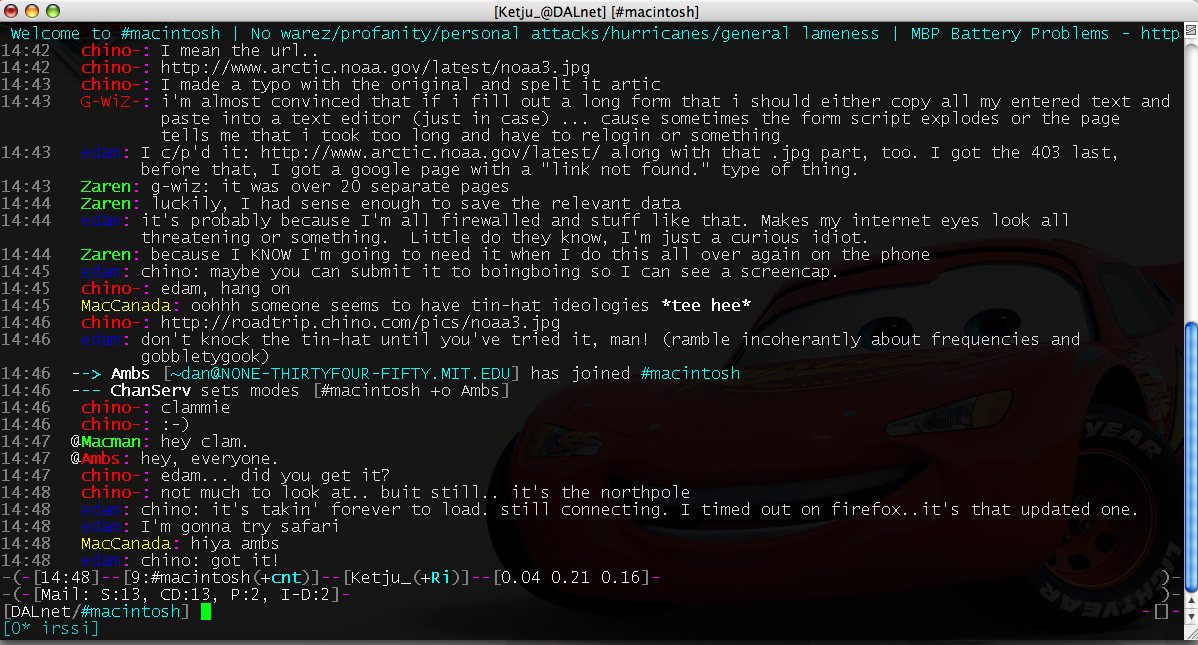 [Ketju_@DALnet] [#macintosh]
Welcome to #macintosh | No warez/profanity/personal attacks/hurricanes/general lameness | MBP Battery Problems - http
14:42 chino-: I mean the url..
14:42 chino-: http://www.arctic.noaa.gov/latest/noaa3.jpg
14:43 chino-: I made a typo with the original and spelt it artic
14:43 G-WiZ-: i'm almost convinced that if i fill out a long form that i should either copy all my entered text and
paste into a text editor (just in case) ... cause sometimes the form script explodes or the page
tells me that i took too long and have to relogin or something
14:43 edam: I c/p'd it: http://www.arctic.noaa.gov/latest/ along with that .jpg part, too. I got the 403 last,
before that, I got a google page with a "link not found." type of thing.
14:43 Zaren: g-wiz: it was over 20 separate pages
14:44 Zaren: luckily, I had sense enough to save the relevant data
14:44 edam: it's probably because I'm all firewalled and stuff like that. Makes my internet eyes look all
threatening or something.  Little do they know, I'm just a curious idiot.
14:44 Zaren: because I KNOW I'm going to need it when I do this all over again on the phone
14:45 edam: chino: maybe you can submit it to boingboing so I can see a screencap.
14:45 chino-: edam, hang on
14:45 MacCanada: oohhh someone seems to have tin-hat ideologies *tee hee*
14:46 chino-: http://roadtrip.chino.com/pics/noaa3.jpg
14:46 edam: don't knock the tin-hat until you've tried it, man! (ramble incoherantly about frequencies and
gobbletygook)
14:46 --> Ambs [~dan@NONE-THIRTYFOUR-FIFTY.MIT.EDU] has joined #macintosh
14:46 --- ChanServ sets modes [#macintosh +o Ambs]
14:46 chino-: clammie
14:46 chino-: :-)
14:47 @Macman: hey clam.
14:47 @Ambs: hey, everyone.
14:47 chino-: edam... did you get it?
14:48 chino-: not much to look at.. buit still.. it's the northpole
14:48 edam: chino: it's takin' forever to load. still connecting. I timed out on firefox..it's that updated one.
14:48 edam: I'm gonna try safari
14:48 MacCanada: hiya ambs
14:48 edam: chino: got it!
-(-[14:48]--[9:#macintosh(+cnt)]--[Ketju_(+Ri)]--[0.04 0.21 0.16]- )-
-(-[Mail: S:13, CD:13, P:2, I-D:2]- )-
[DALnet/#macintosh] -[]-
[0* irssi]
YEAR
LIGHTYEAR